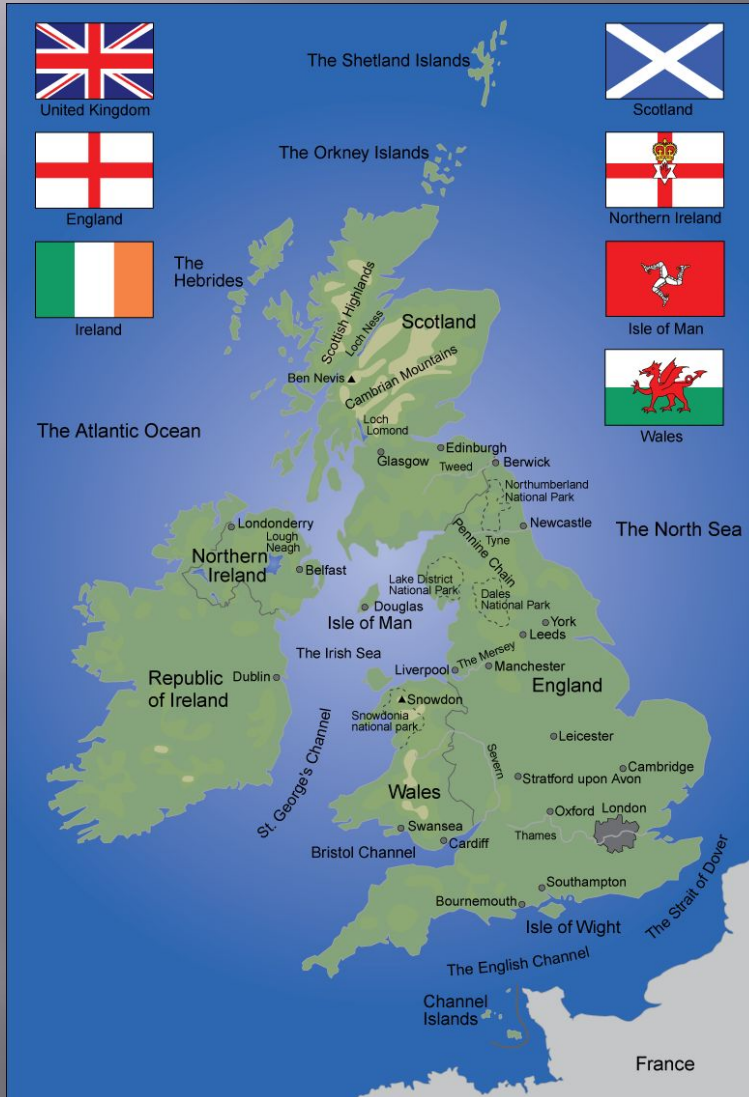 The Shetland Islands
United Kingdom
Scotland
The Orkney Islands
England
Northern Ireland
The
Hebrides
Ireland
Isle of Man
Scottish Highlands
Loch Ness
Scotland
Ben Nevis
Cambrian Mountains
Wales
The Atlantic Ocean
Loch
Lomond
Glasgow
Edinburgh
Tweed
Berwick
Northumberland
National Park
Londonderry
Lough
Neagh
Northern
Ireland
Belfast
Pennine Chain
Tyne
Newcastle
The North Sea
Lake District
National Park
Dales
National Park
Douglas
Isle of Man
York
Leeds
The Irish Sea
Republic
of Ireland
Dublin
Liverpool
The Mersey
Manchester
England
Snowdon
Snowdonia
national park
St. George's Channel
Severn
Leicester
Cambridge
Stratford upon Avon
Wales
Oxford
London
Swansea
Cardiff
Bristol Channel
Thames
Southampton
Bournemouth
Isle of Wight
The Strait of Dover
The English Channel
Channel
Islands
France